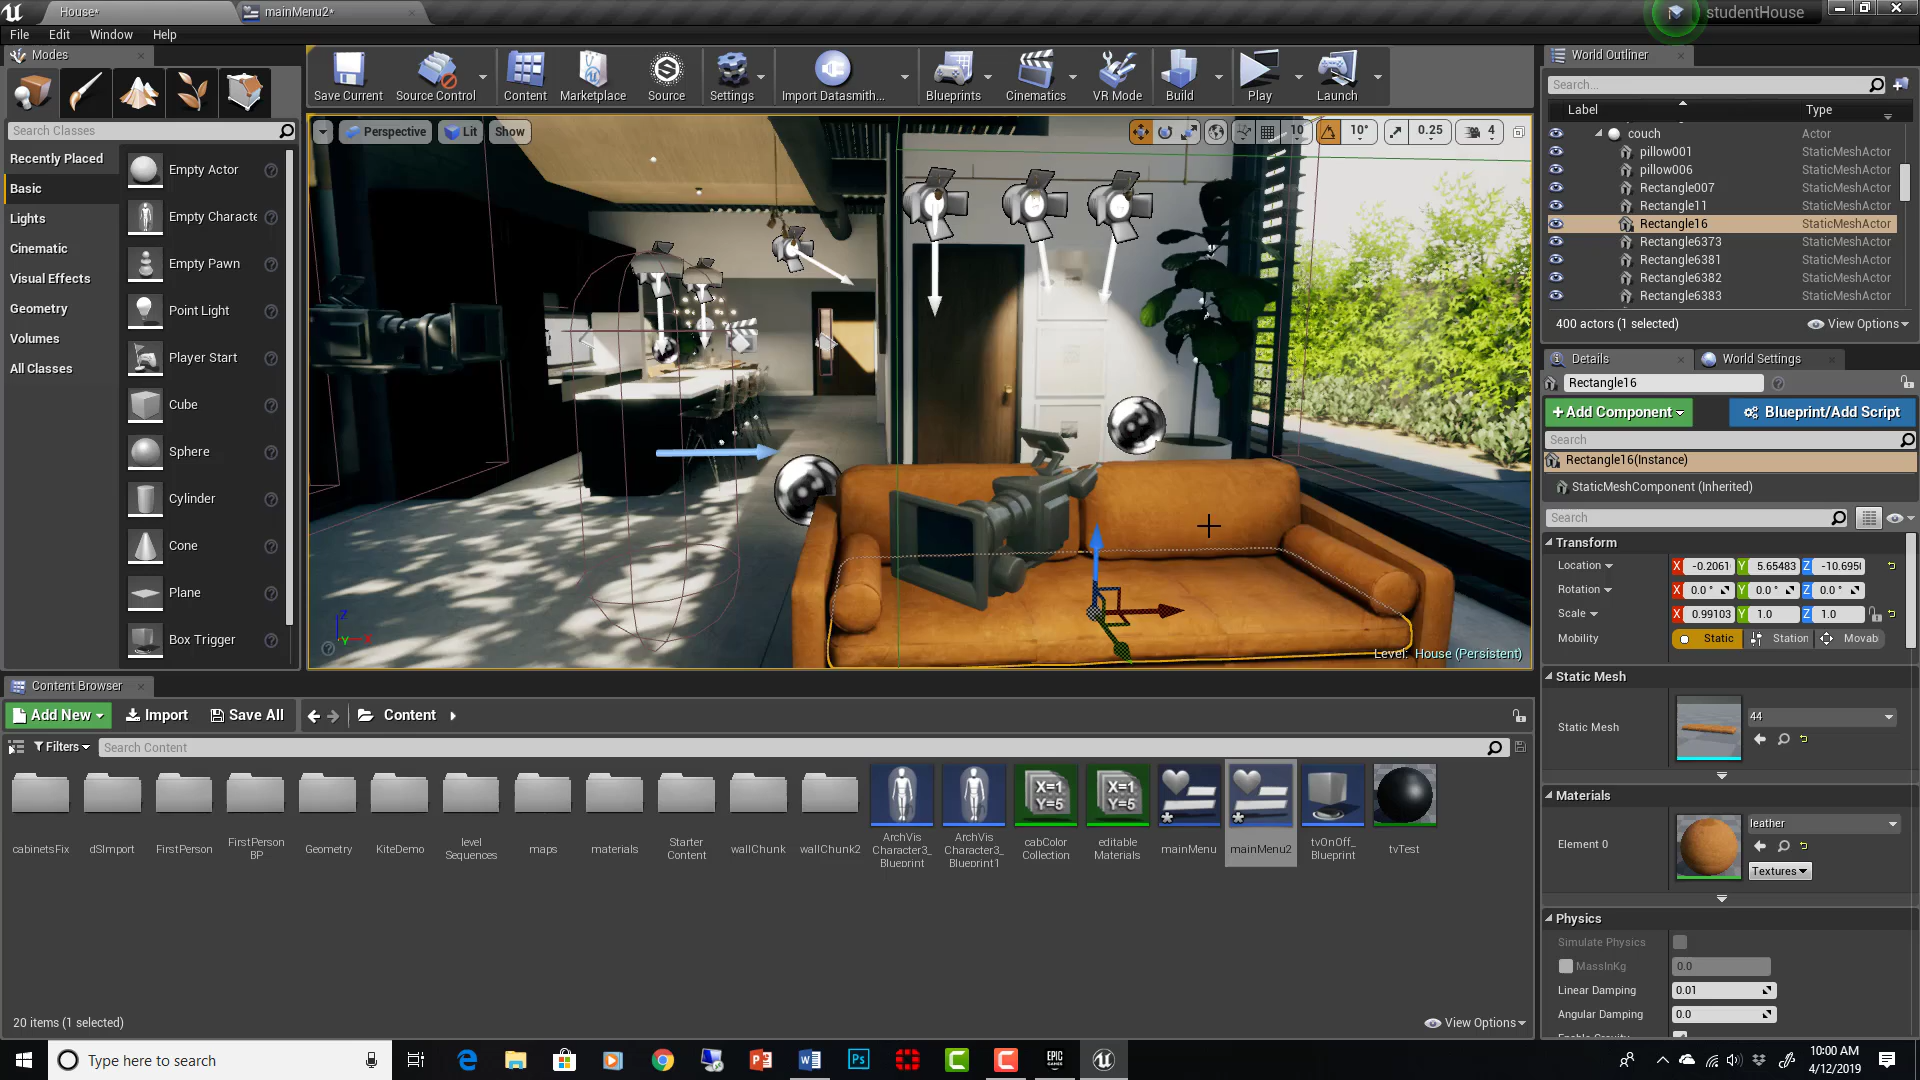 House*
mainMenu2*
studentHouse
File Edit Window Help
Modes
Search Classes
Recently Placed
Basic
Lights
Cinematic
Visual Effects
Geometry
Volumes
All Classes
Empty Actor
Empty Characte
Empty Pawn
Point Light
Player Start
Cube
Sphere
Cylinder
Cone
Plane
Box Trigger
Save Current
Source Control
Content
Marketplace
Source
Settings
Import Datasmith...
Blueprints
Cinematics
VR Mode
Build
Play
Launch
Perspective Lit Show
10 10° 0.25 4
Level: House (Persistent)
World Outliner
Search...
Label Type
couch Actor
pillow001 StaticMeshActor
pillow006 StaticMeshActor
Rectangle007 StaticMeshActor
Rectangle11 StaticMeshActor
Rectangle16 StaticMeshActor
Rectangle6373 StaticMeshActor
Rectangle6381 StaticMeshActor
Rectangle6382 StaticMeshActor
Rectangle6383 StaticMeshActor
400 actors (1 selected) View Options
Details World Settings
Rectangle16
+Add Component Blueprint/Add Script
Search
Rectangle16(Instance)
StaticMeshComponent (Inherited)
Search
Transform
Location X -0.2061 Y 5.65483 Z -10.695
Rotation X 0.0 ° Y 0.0 ° Z 0.0 °
Scale X 0.99103 Y 1.0 Z 1.0
Mobility Static Station Movab
Static Mesh
Static Mesh 44
Materials
Element 0 leather
Textures
Physics
Simulate Physics
MassInKg 0.0
Linear Damping 0.01
Angular Damping 0.0
Enable Gravity
Content Browser
Add New Import Save All Content
Filters Search Content
cabinetsFix
dSImport
FirstPerson
FirstPerson
BP
Geometry
KiteDemo
level
Sequences
maps
materials
Starter
Content
wallChunk
wallChunk2
ArchVis
Character3_
Blueprint
ArchVis
Character3_
Blueprint1
X=1
Y=5
cabColor
Collection
X=1
Y=5
editable
Materials
mainMenu
mainMenu2
tvOnOff_
Blueprint
tvTest
20 items (1 selected) View Options
Type here to search
EPIC
GAMES
10:00 AM
4/12/2019